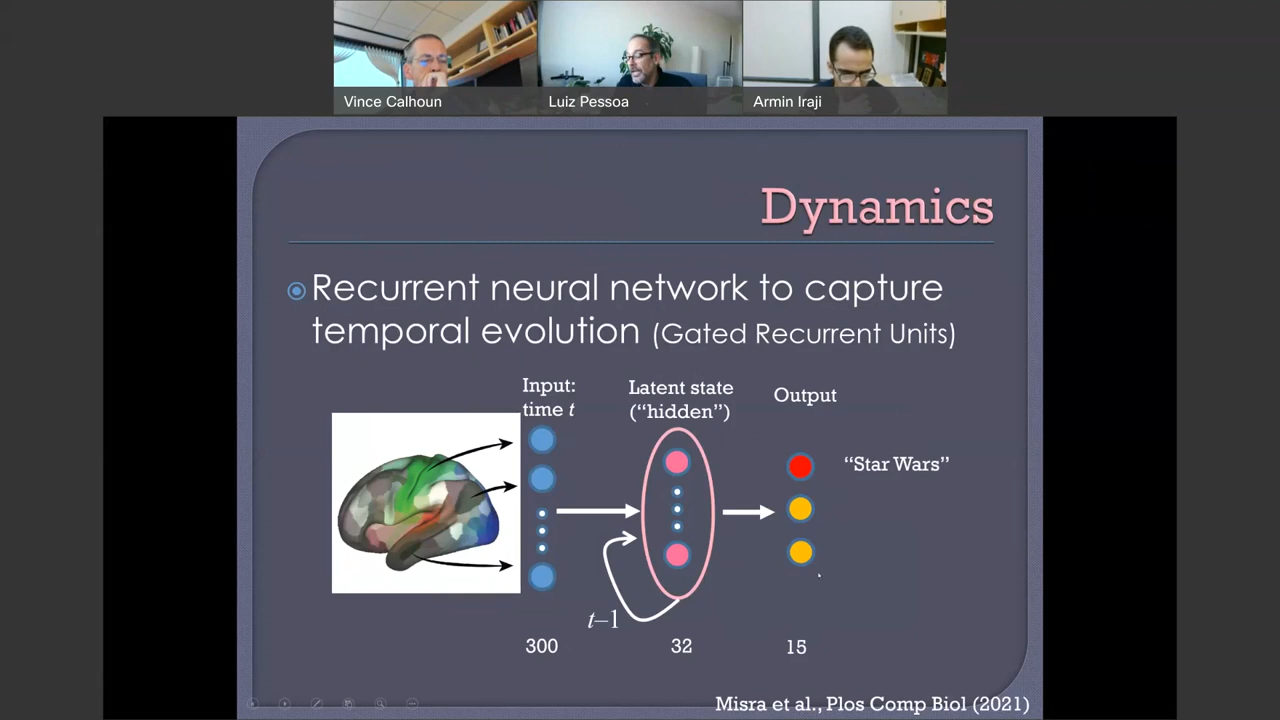 Vince Calhoun
Luiz Pessoa
Armin Iraji
Dynamics
Recurrent neural network to capture
temporal evolution (Gated Recurrent Units)
Input:
time t
Latent state
("hidden")
Output
"Star Wars"
t–1
300
32
15
Misra et al., Plos Comp Biol (2021)